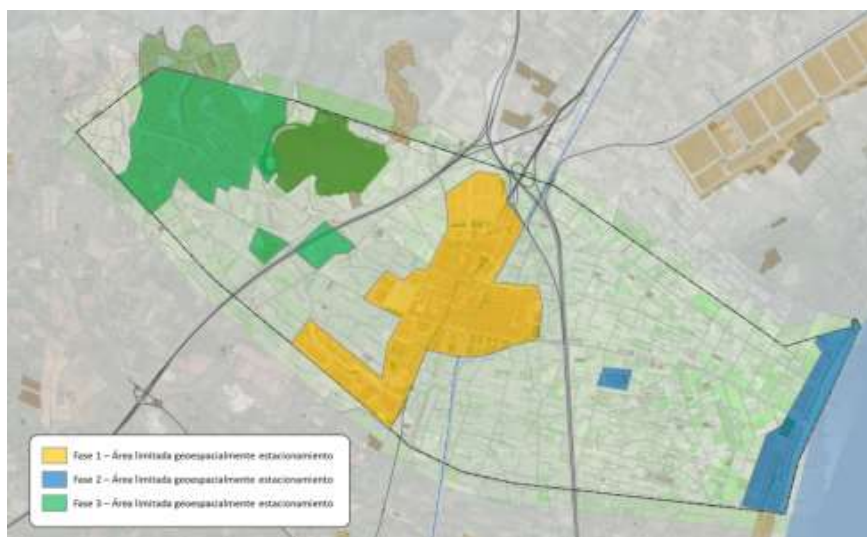 Fase 1 – Área limitada geoespacialmente estacionamiento
Fase 2 – Área limitada geoespacialmente estacionamiento
Fase 3 – Área limitada geoespacialmente estacionamiento